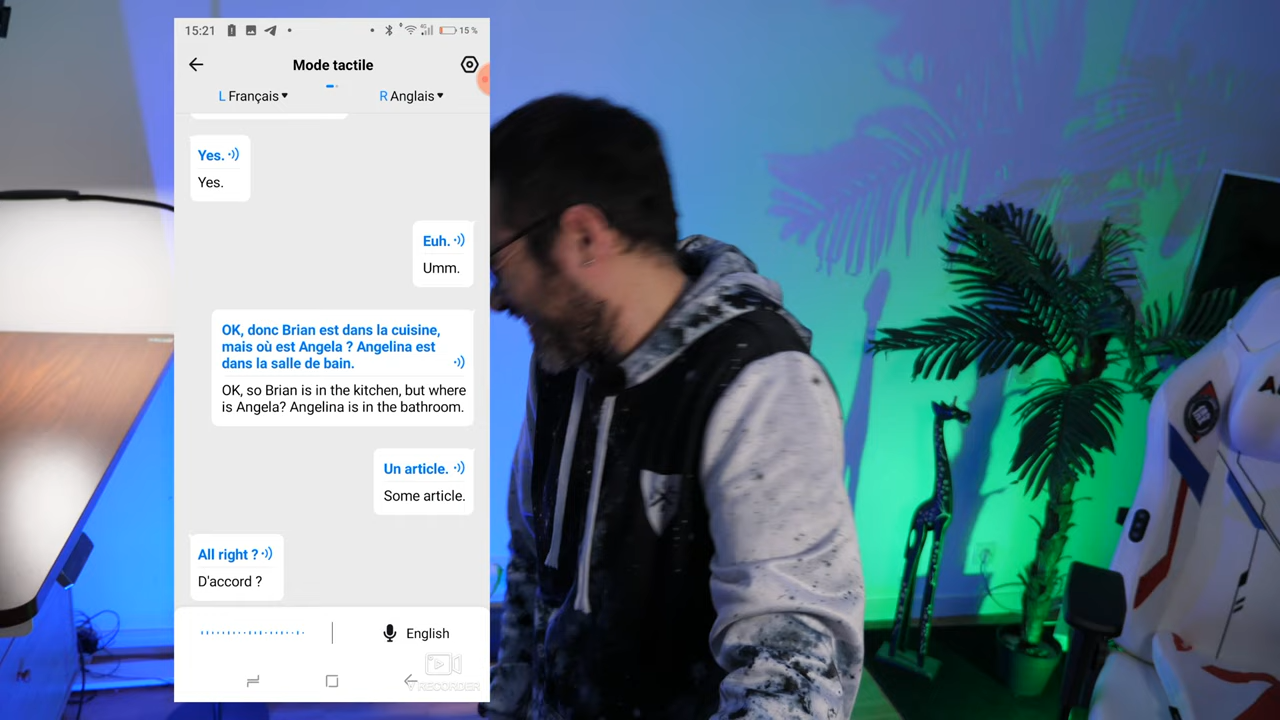 15:21
15 %
Mode tactile
L Français
R Anglais
Yes.
Yes.
Euh.
Umm.
OK, donc Brian est dans la cuisine,
mais où est Angela ? Angelina est
dans la salle de bain.
OK, so Brian is in the kitchen, but where
is Angela? Angelina is in the bathroom.
Un article.
Some article.
All right ?
D'accord ?
English
RECORDER